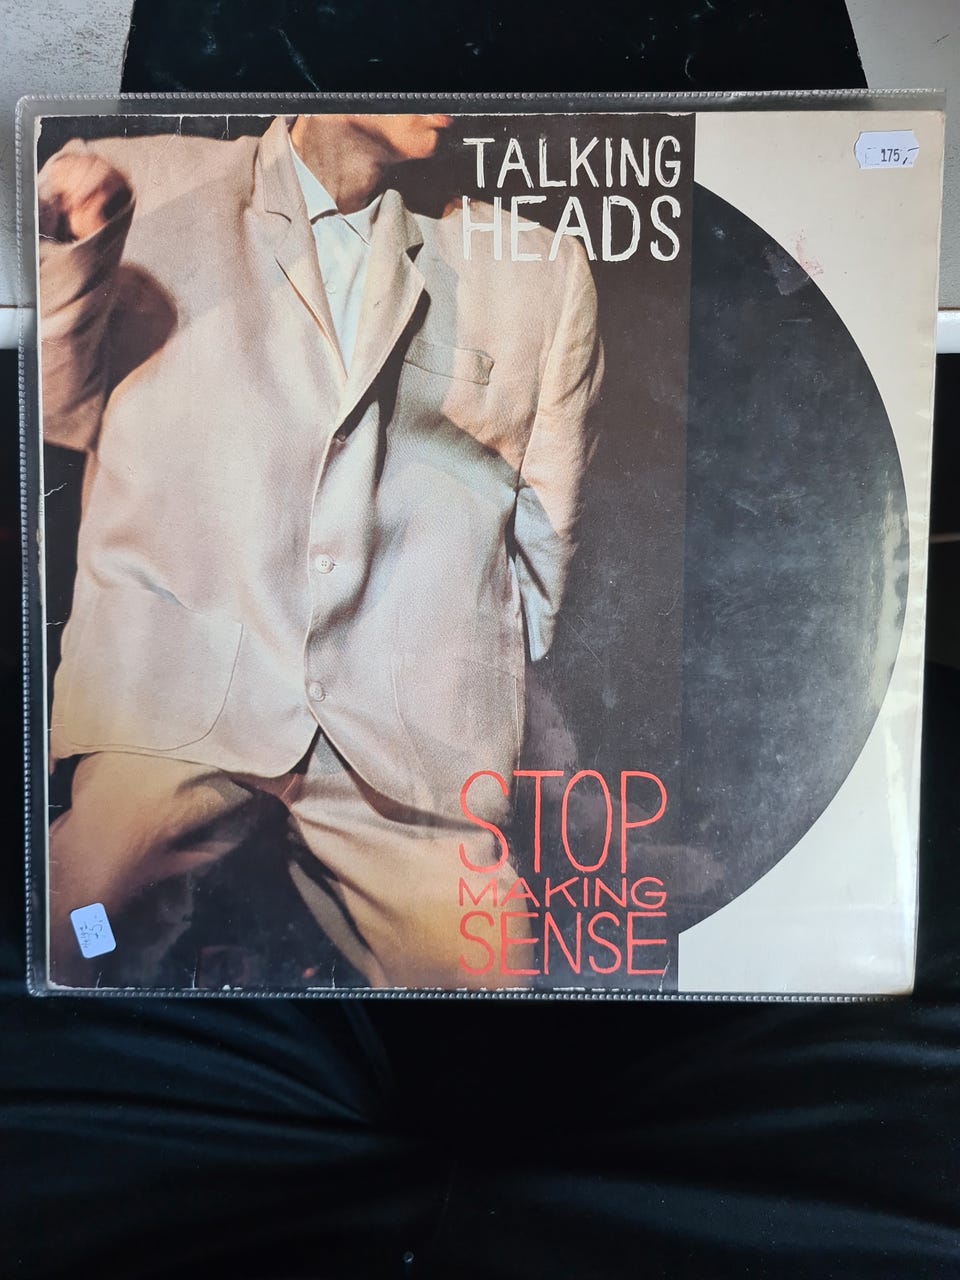 TALKING
HEADS
175,-
STOP
MAKING
SENSE